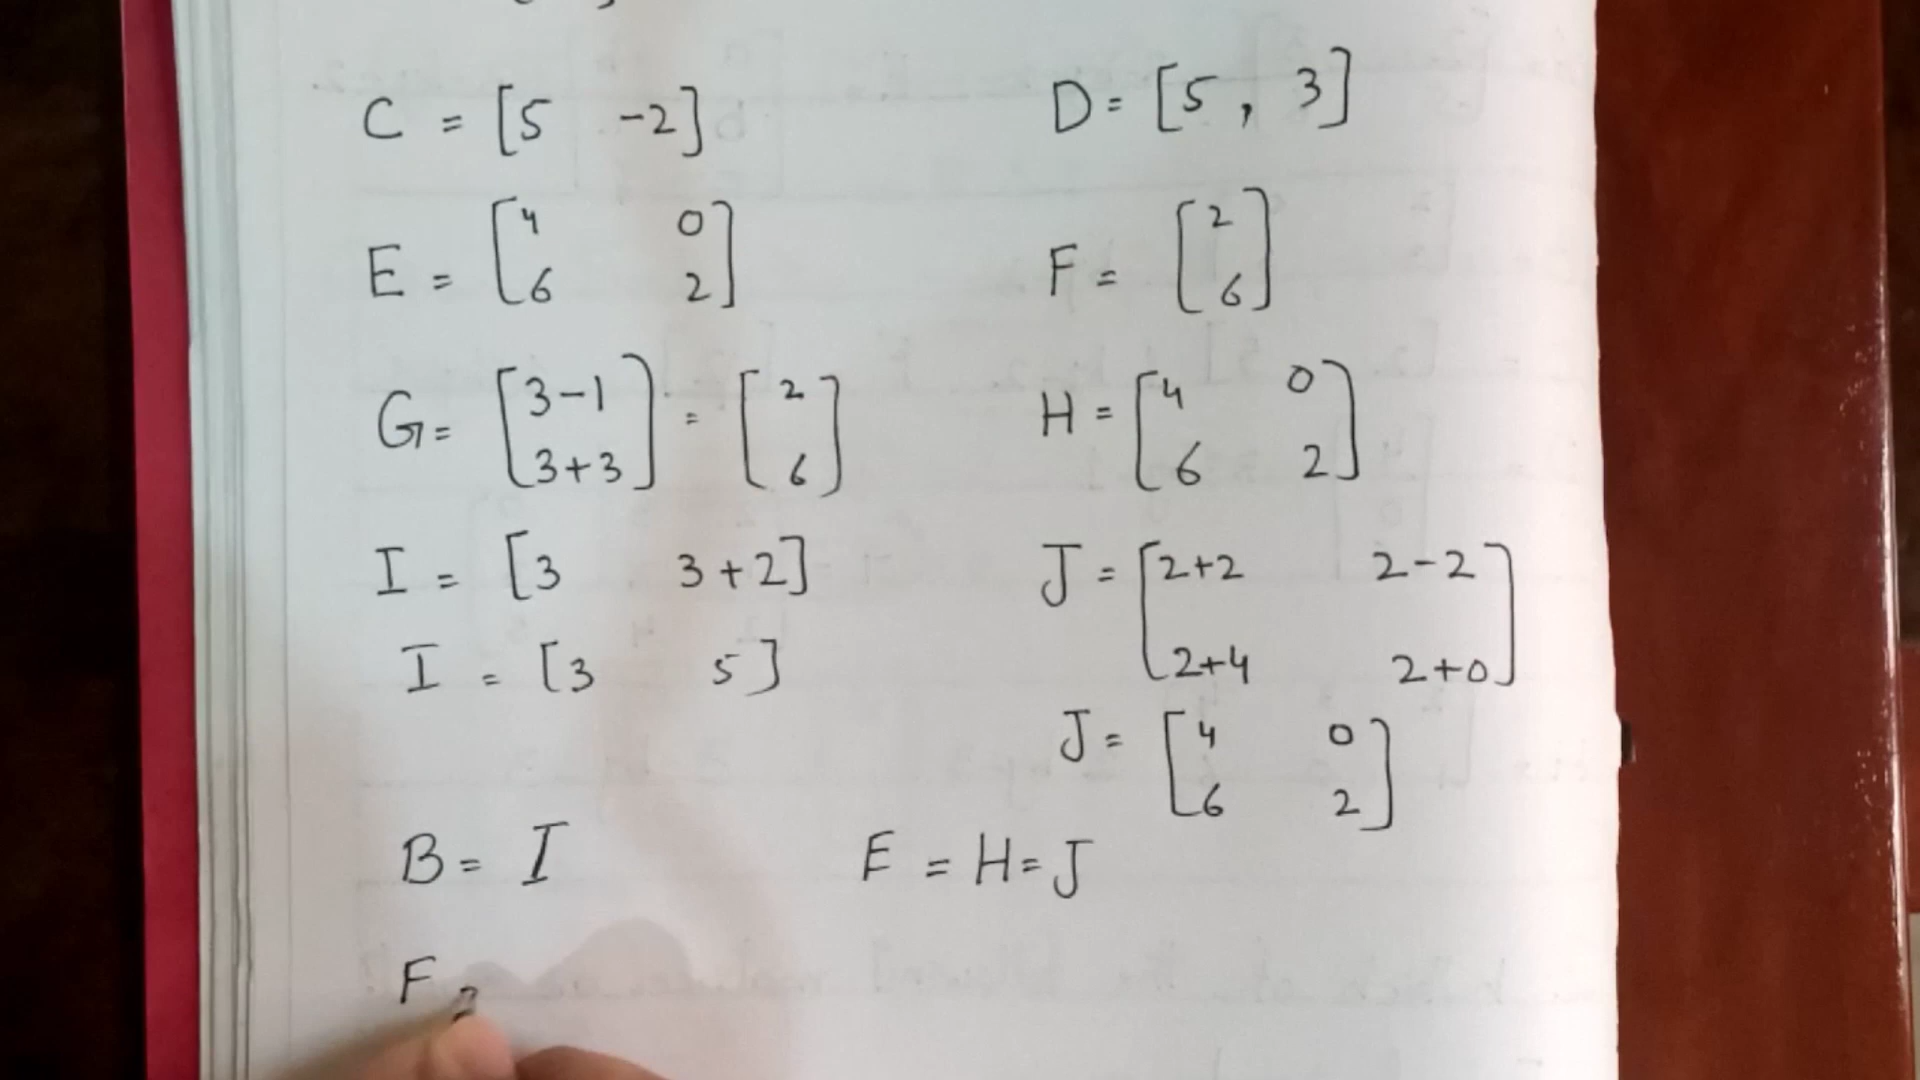 C = [5 -2] D = [5 , 3]
E = [4 0 F = [2
6 2] 6]
G = [3-1 = [2 H = [4 0
3+3] 6] 6 2]
I = [3 3+2] J = [2+2 2-2
2+4 2+0]
I = [3 5]
J = [4 0
6 2]
B = I E = H = J
F =